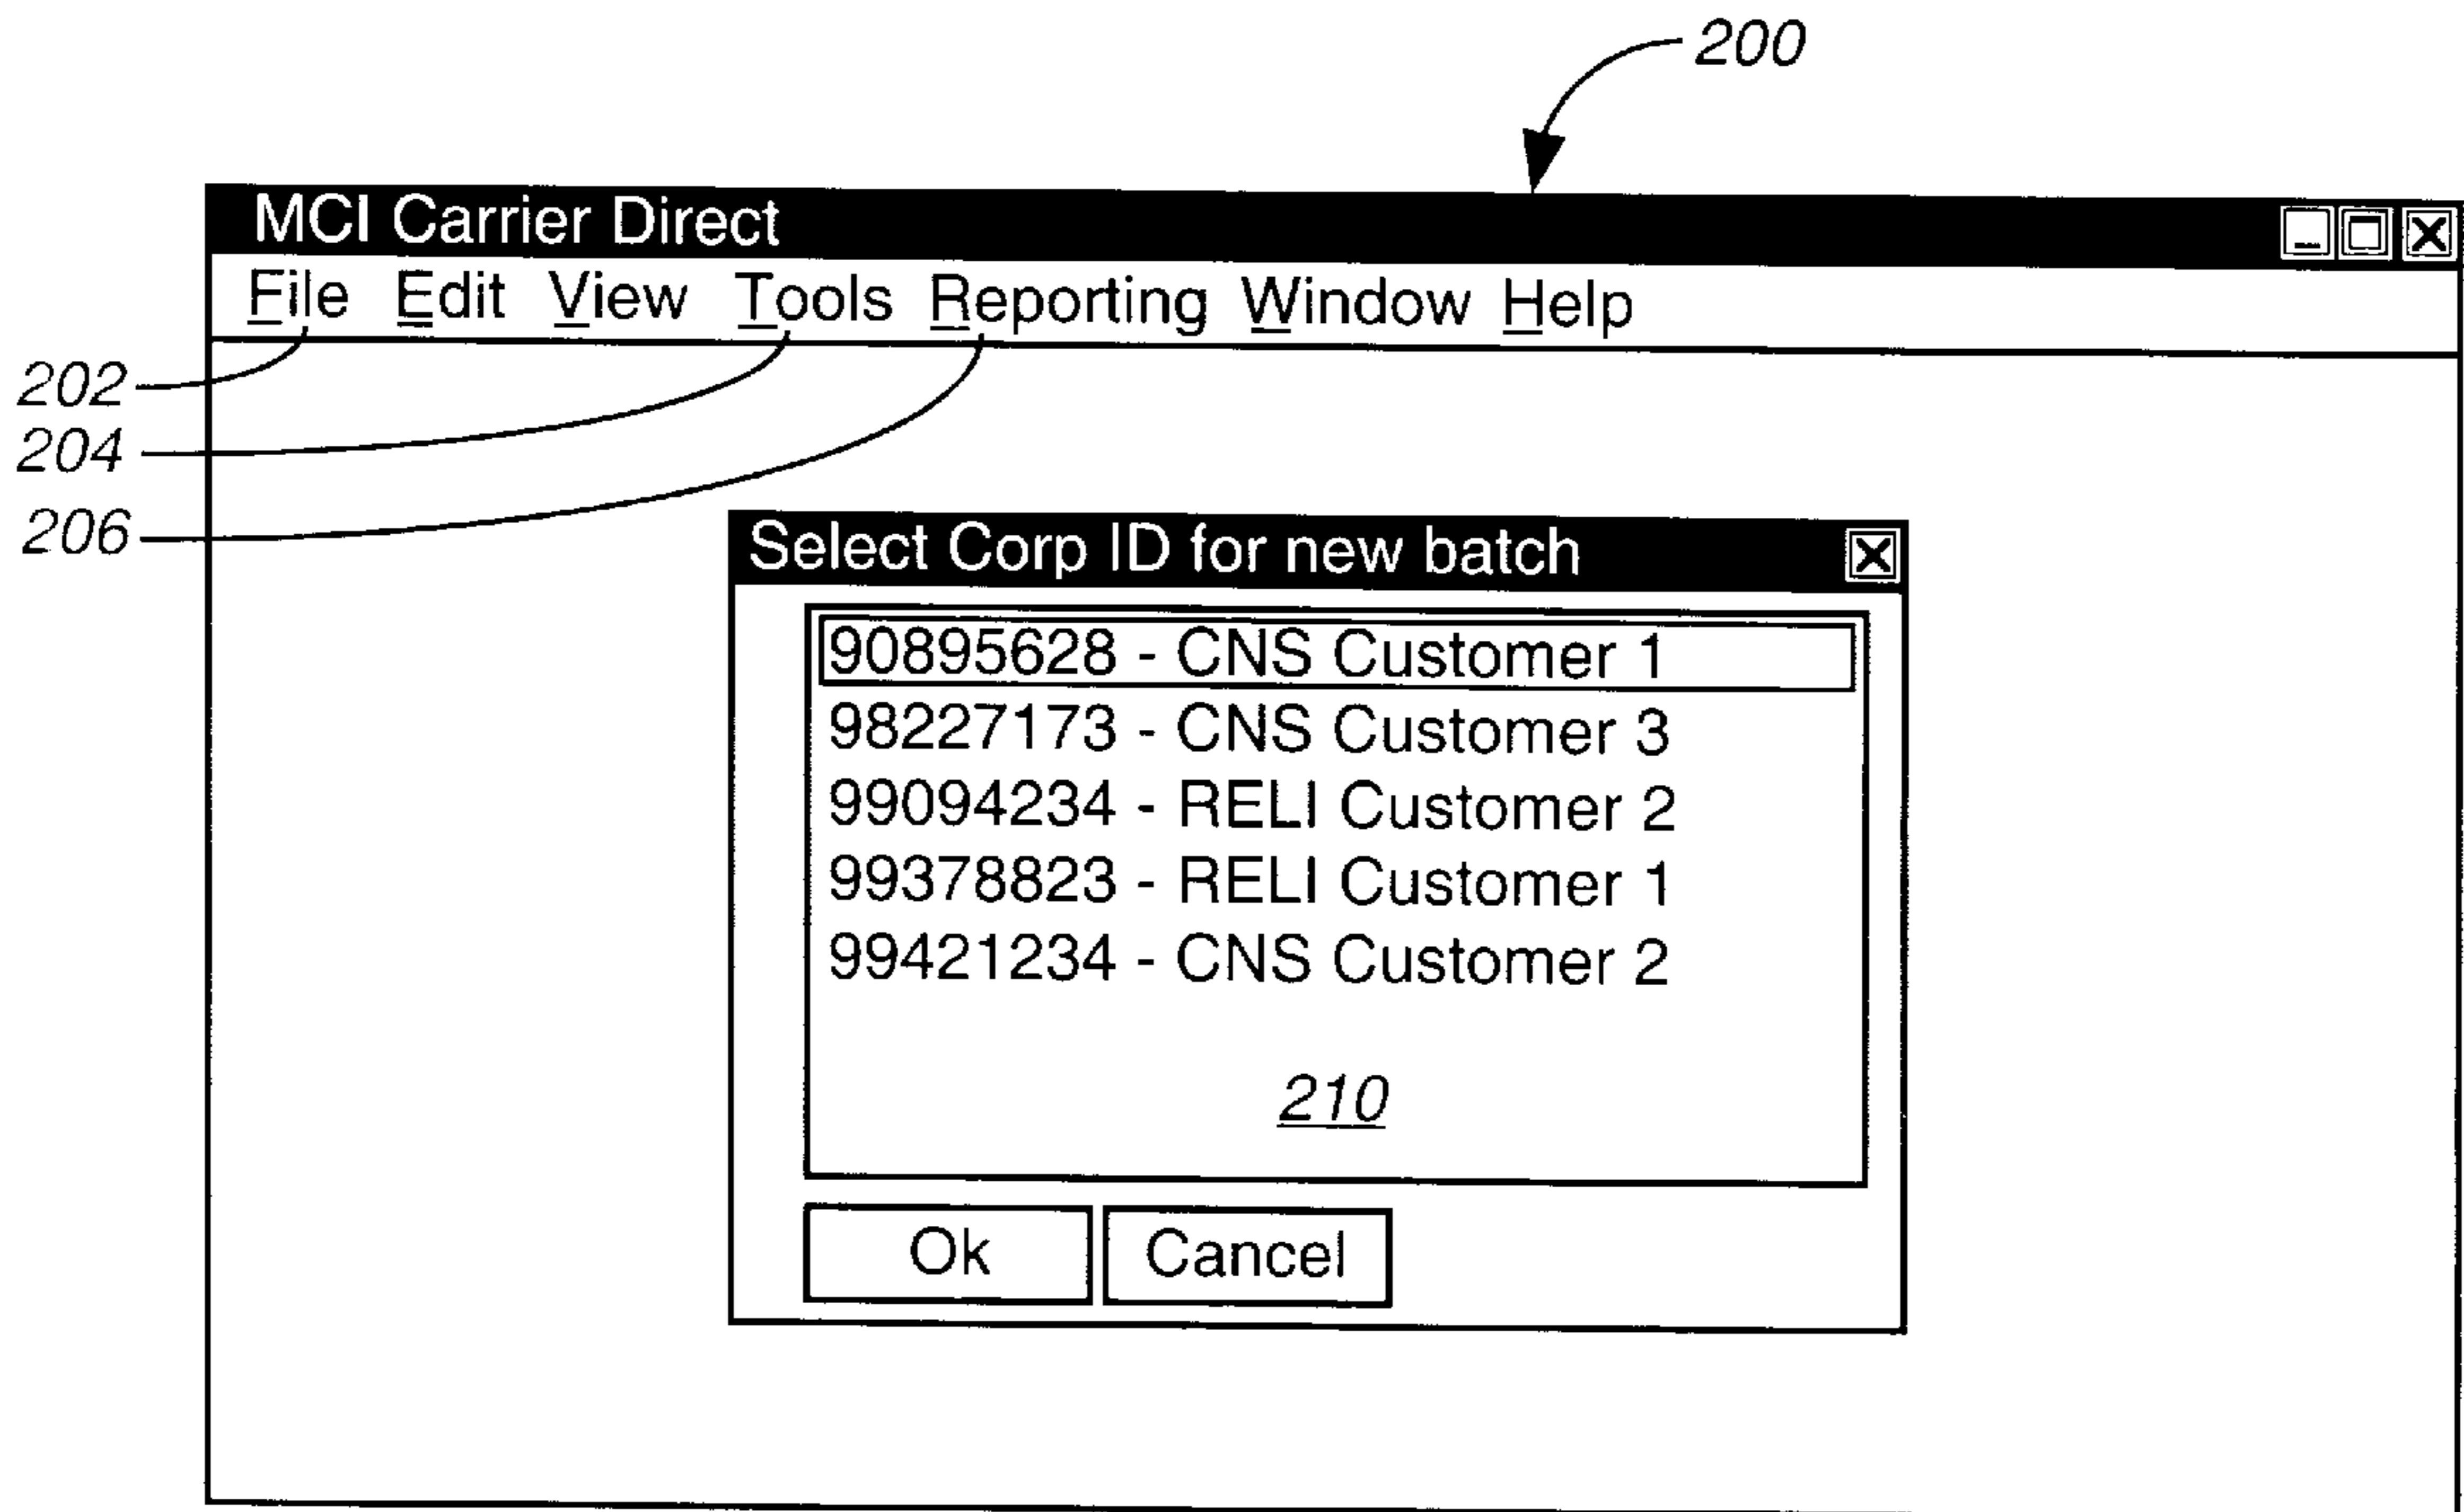 200
MCI Carrier Direct
File Edit View Tools Reporting Window Help
202
204
206
Select Corp ID for new batch
90895628 - CNS Customer 1
98227173 - CNS Customer 3
99094234 - RELI Customer 2
99378823 - RELI Customer 1
99421234 - CNS Customer 2
210
Ok Cancel